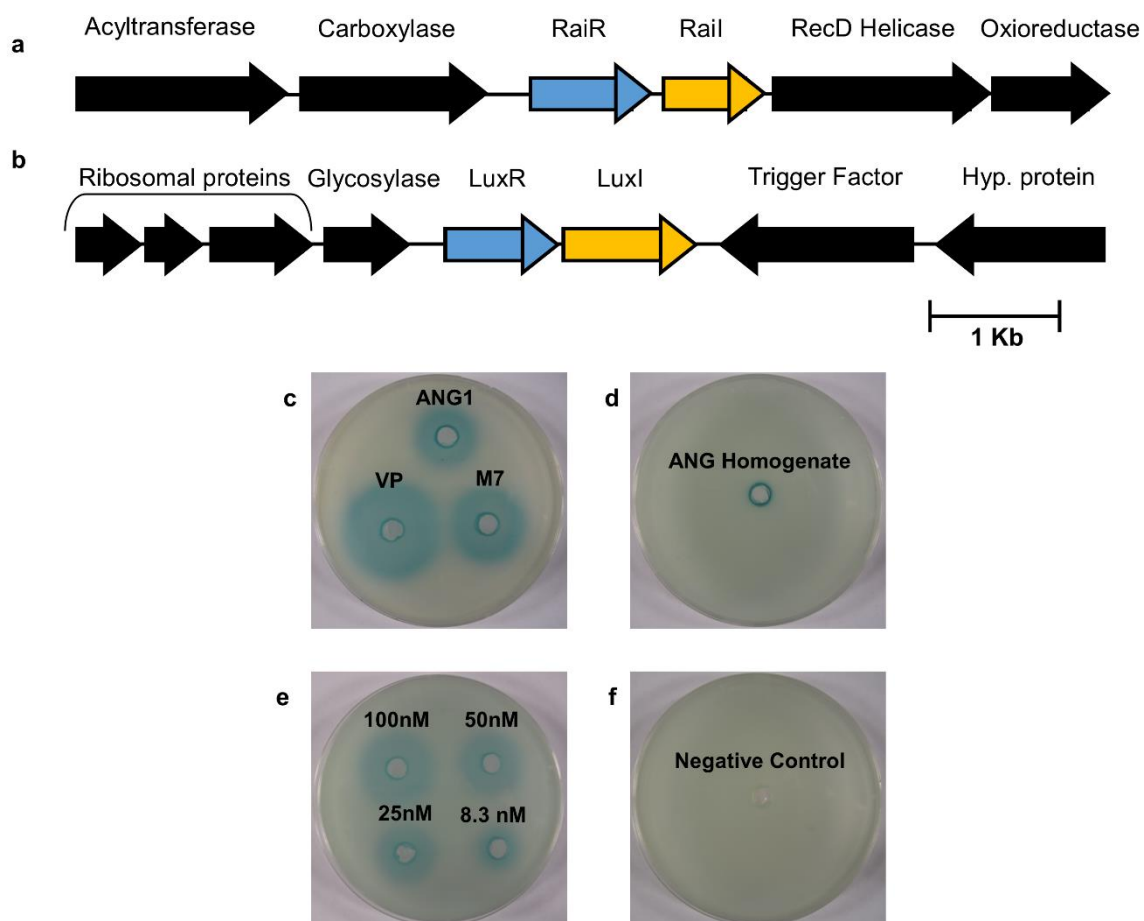 a
Acyltransferase Carboxylase RaiR RaiI RecD Helicase Oxioreductase
b
Ribosomal proteins Glycosylase LuxR LuxI Trigger Factor Hyp. protein
1 Kb
c
ANG1
VP M7
d
ANG Homogenate
e
100nM 50nM
25nM 8.3 nM
f
Negative Control